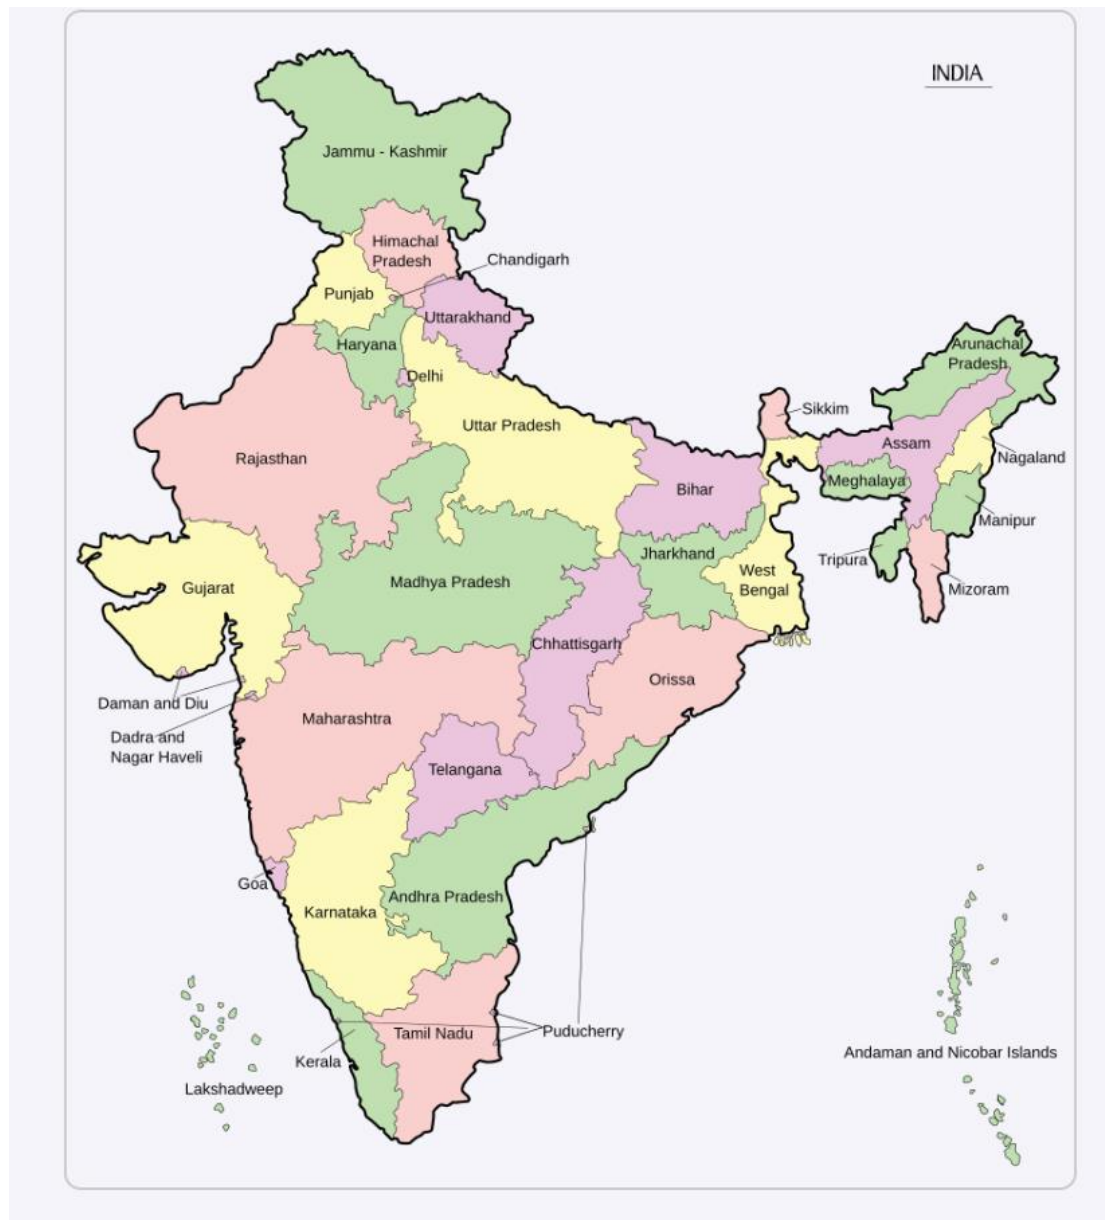 INDIA
Jammu - Kashmir
Himachal
Pradesh
Chandigarh
Punjab
Uttarakhand
Haryana
Arunachal
Pradesh
Delhi
Sikkim
Uttar Pradesh
Assam
Rajasthan
Nagaland
Meghalaya
Bihar
Manipur
Jharkhand
Tripura
West
Bengal
Madhya Pradesh
Gujarat
Mizoram
Chhattisgarh
Orissa
Daman and Diu
Maharashtra
Dadra and
Nagar Haveli
Telangana
Goa
Andhra Pradesh
Karnataka
Puducherry
Tamil Nadu
Andaman and Nicobar Islands
Kerala
Lakshadweep